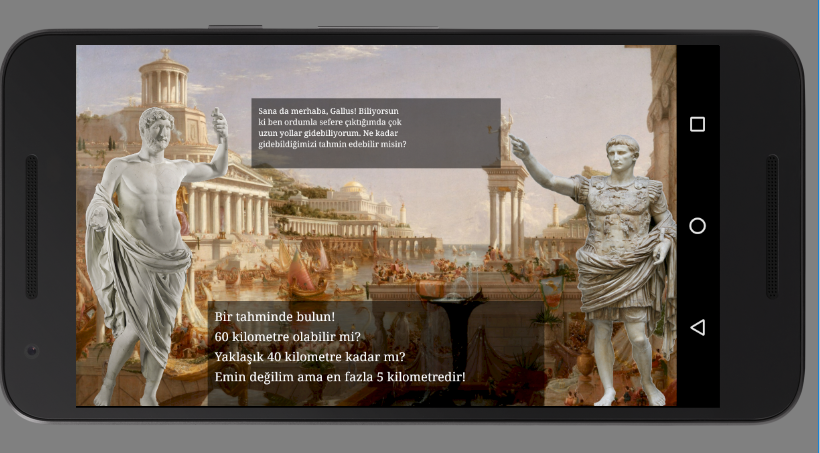 Sana da merhaba, Gallus! Biliyorsun
ki ben ordumla sefere çıktığımda çok
uzun yollar gidebiliyorum. Ne kadar
gidebildiğimizi tahmin edebilir misin?
Bir tahminde bulun!
60 kilometre olabilir mi?
Yaklaşık 40 kilometre kadar mı?
Emin değilim ama en fazla 5 kilometredir!